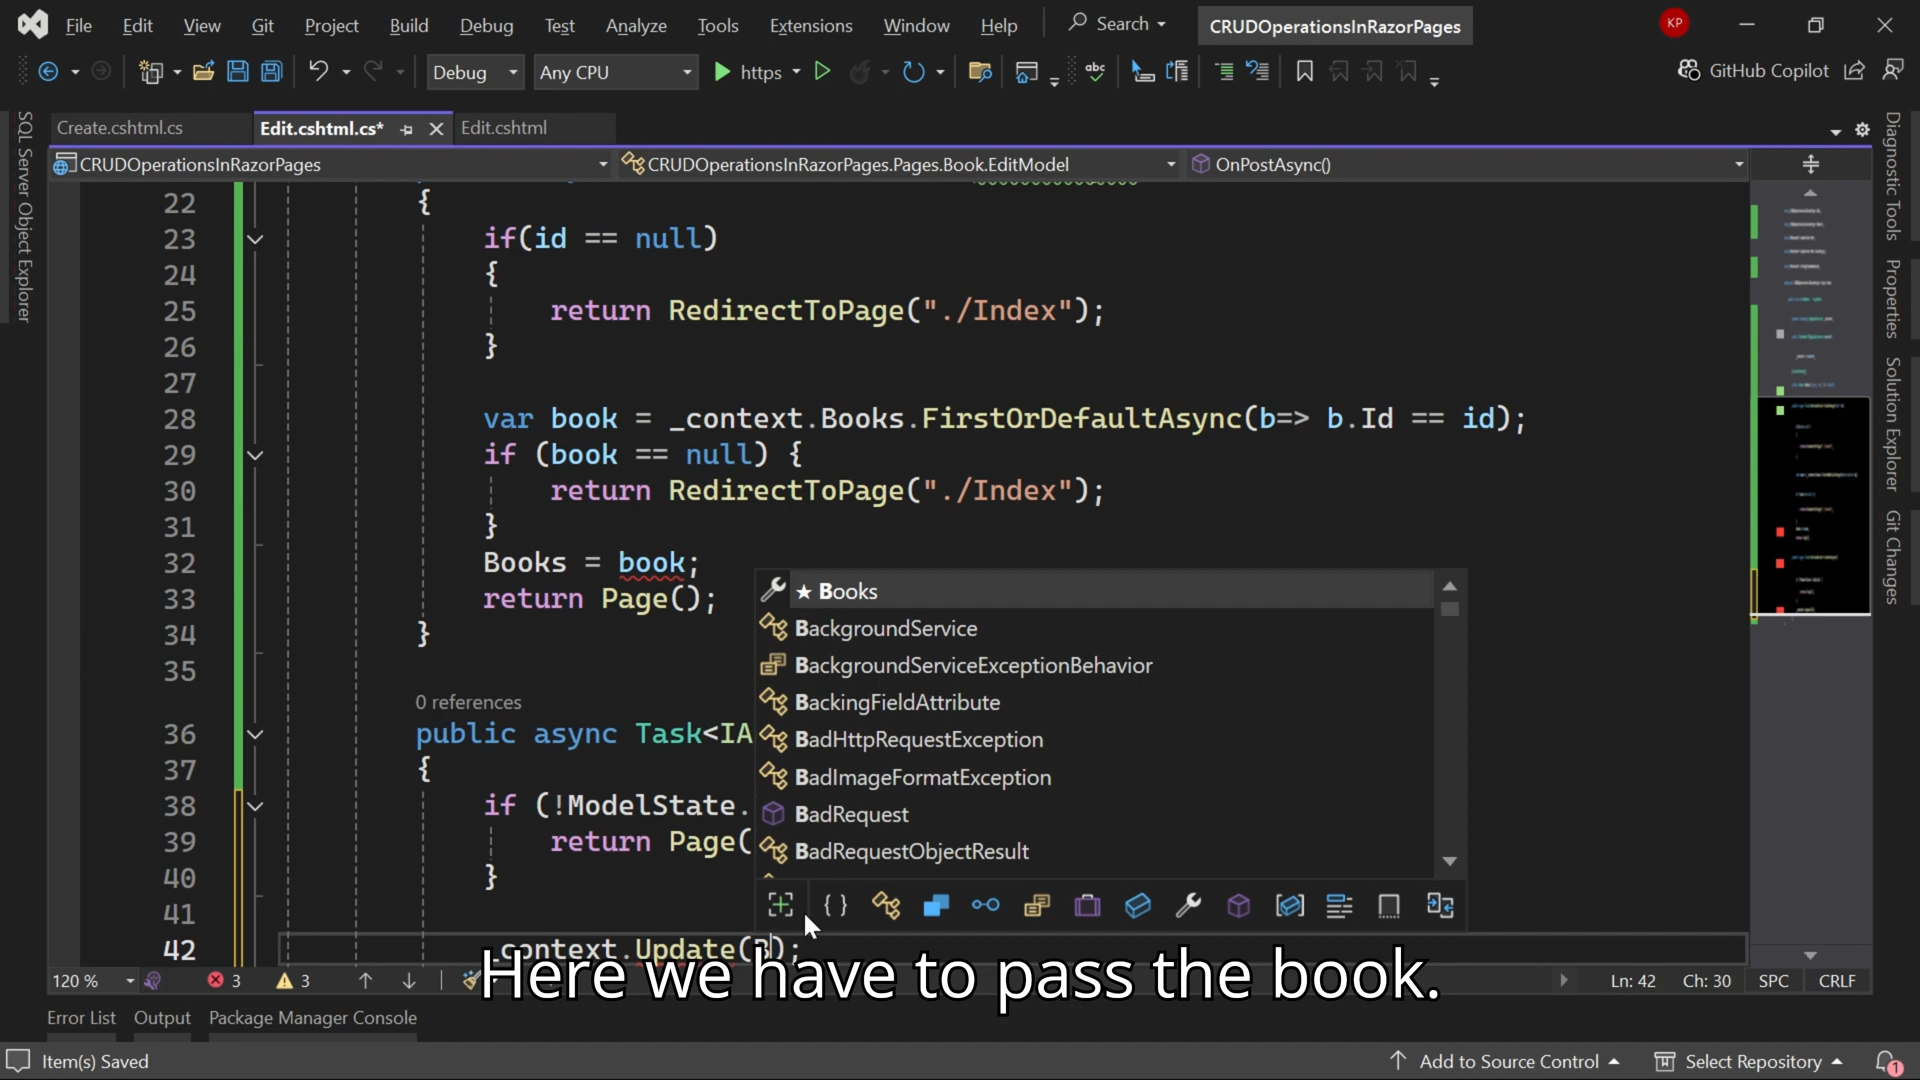 File Edit View Git Project Build Debug Test Analyze Tools Extensions Window Help Search CRUDOperationsInRazorPages KP
Debug Any CPU https GitHub Copilot
Create.cshtml.cs Edit.cshtml.cs* Edit.cshtml
CRUDOperationsInRazorPages CRUDOperationsInRazorPages.Pages.Book.EditModel OnPostAsync()
SQL Server Object Explorer
Diagnostic Tools
Properties
Solution Explorer
Git Changes
22 {
23 if(id == null)
24 {
25 return RedirectToPage("./Index");
26 }
27
28 var book = _context.Books.FirstOrDefaultAsync(b=> b.Id == id);
29 if (book == null) {
30 return RedirectToPage("./Index");
31 }
32 Books = book;
33 return Page();
34 }
35
0 references
36 public async Task<IA
37 {
38 if (!ModelState.
39 return Page(
40 }
41
42 _context.Update(B);
★ Books
BackgroundService
BackgroundServiceExceptionBehavior
BackingFieldAttribute
BadHttpRequestException
BadImageFormatException
BadRequest
BadRequestObjectResult
Here we have to pass the book.
120 % 3 3 Ln: 42 Ch: 30 SPC CRLF
Error List Output Package Manager Console
Item(s) Saved Add to Source Control Select Repository 1